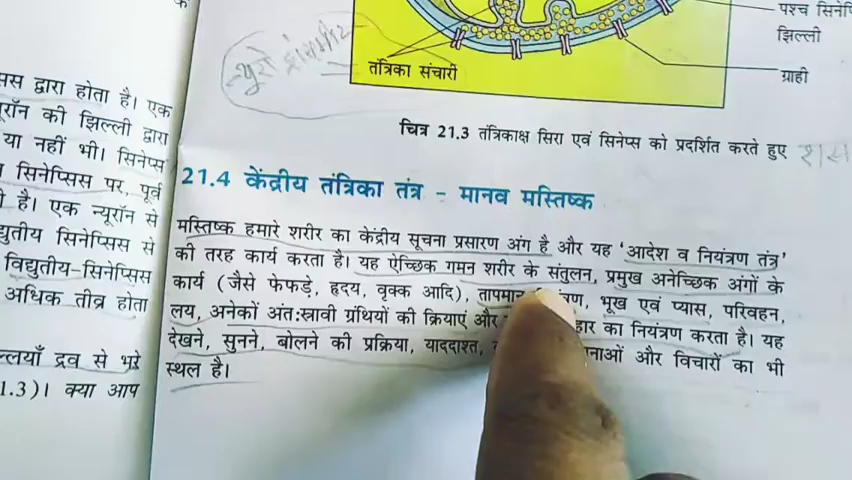 पश्च
झिल्ली
ग्राही
तंत्रिका संचारी
चित्र 21.3 तंत्रिकाक्ष सिरा एवं सिनेप्स को प्रदर्शित करते हुए
द्वारा होता है। एक
की झिल्ली द्वारा
या नहीं भी। सिनेप्स
सिनेप्सिस पर, पूर्व
है। एक न्यूरॉन से
सिनेप्सिस से
विद्युतीय-सिनेप्सिस
अधिक तीव्र होता
द्रव से भरे
1.3)। क्या आप
21.4 केंद्रीय तंत्रिका तंत्र – मानव मस्तिष्क
मस्तिष्क हमारे शरीर का केंद्रीय सूचना प्रसारण अंग है और यह 'आदेश व नियंत्रण तंत्र'
की तरह कार्य करता है। यह ऐच्छिक गमन शरीर के संतुलन, प्रमुख अनैच्छिक अंगों के
कार्य (जैसे फेफड़े, हृदय, वृक्क आदि), भूख एवं प्यास, परिवहन,
लय, अनेकों अंत:स्रावी ग्रंथियों की क्रियाएं और का नियंत्रण करता है। यह
देखने, सुनने, बोलने की प्रक्रिया, याददाश्त, और विचारों का भी
स्थल है।